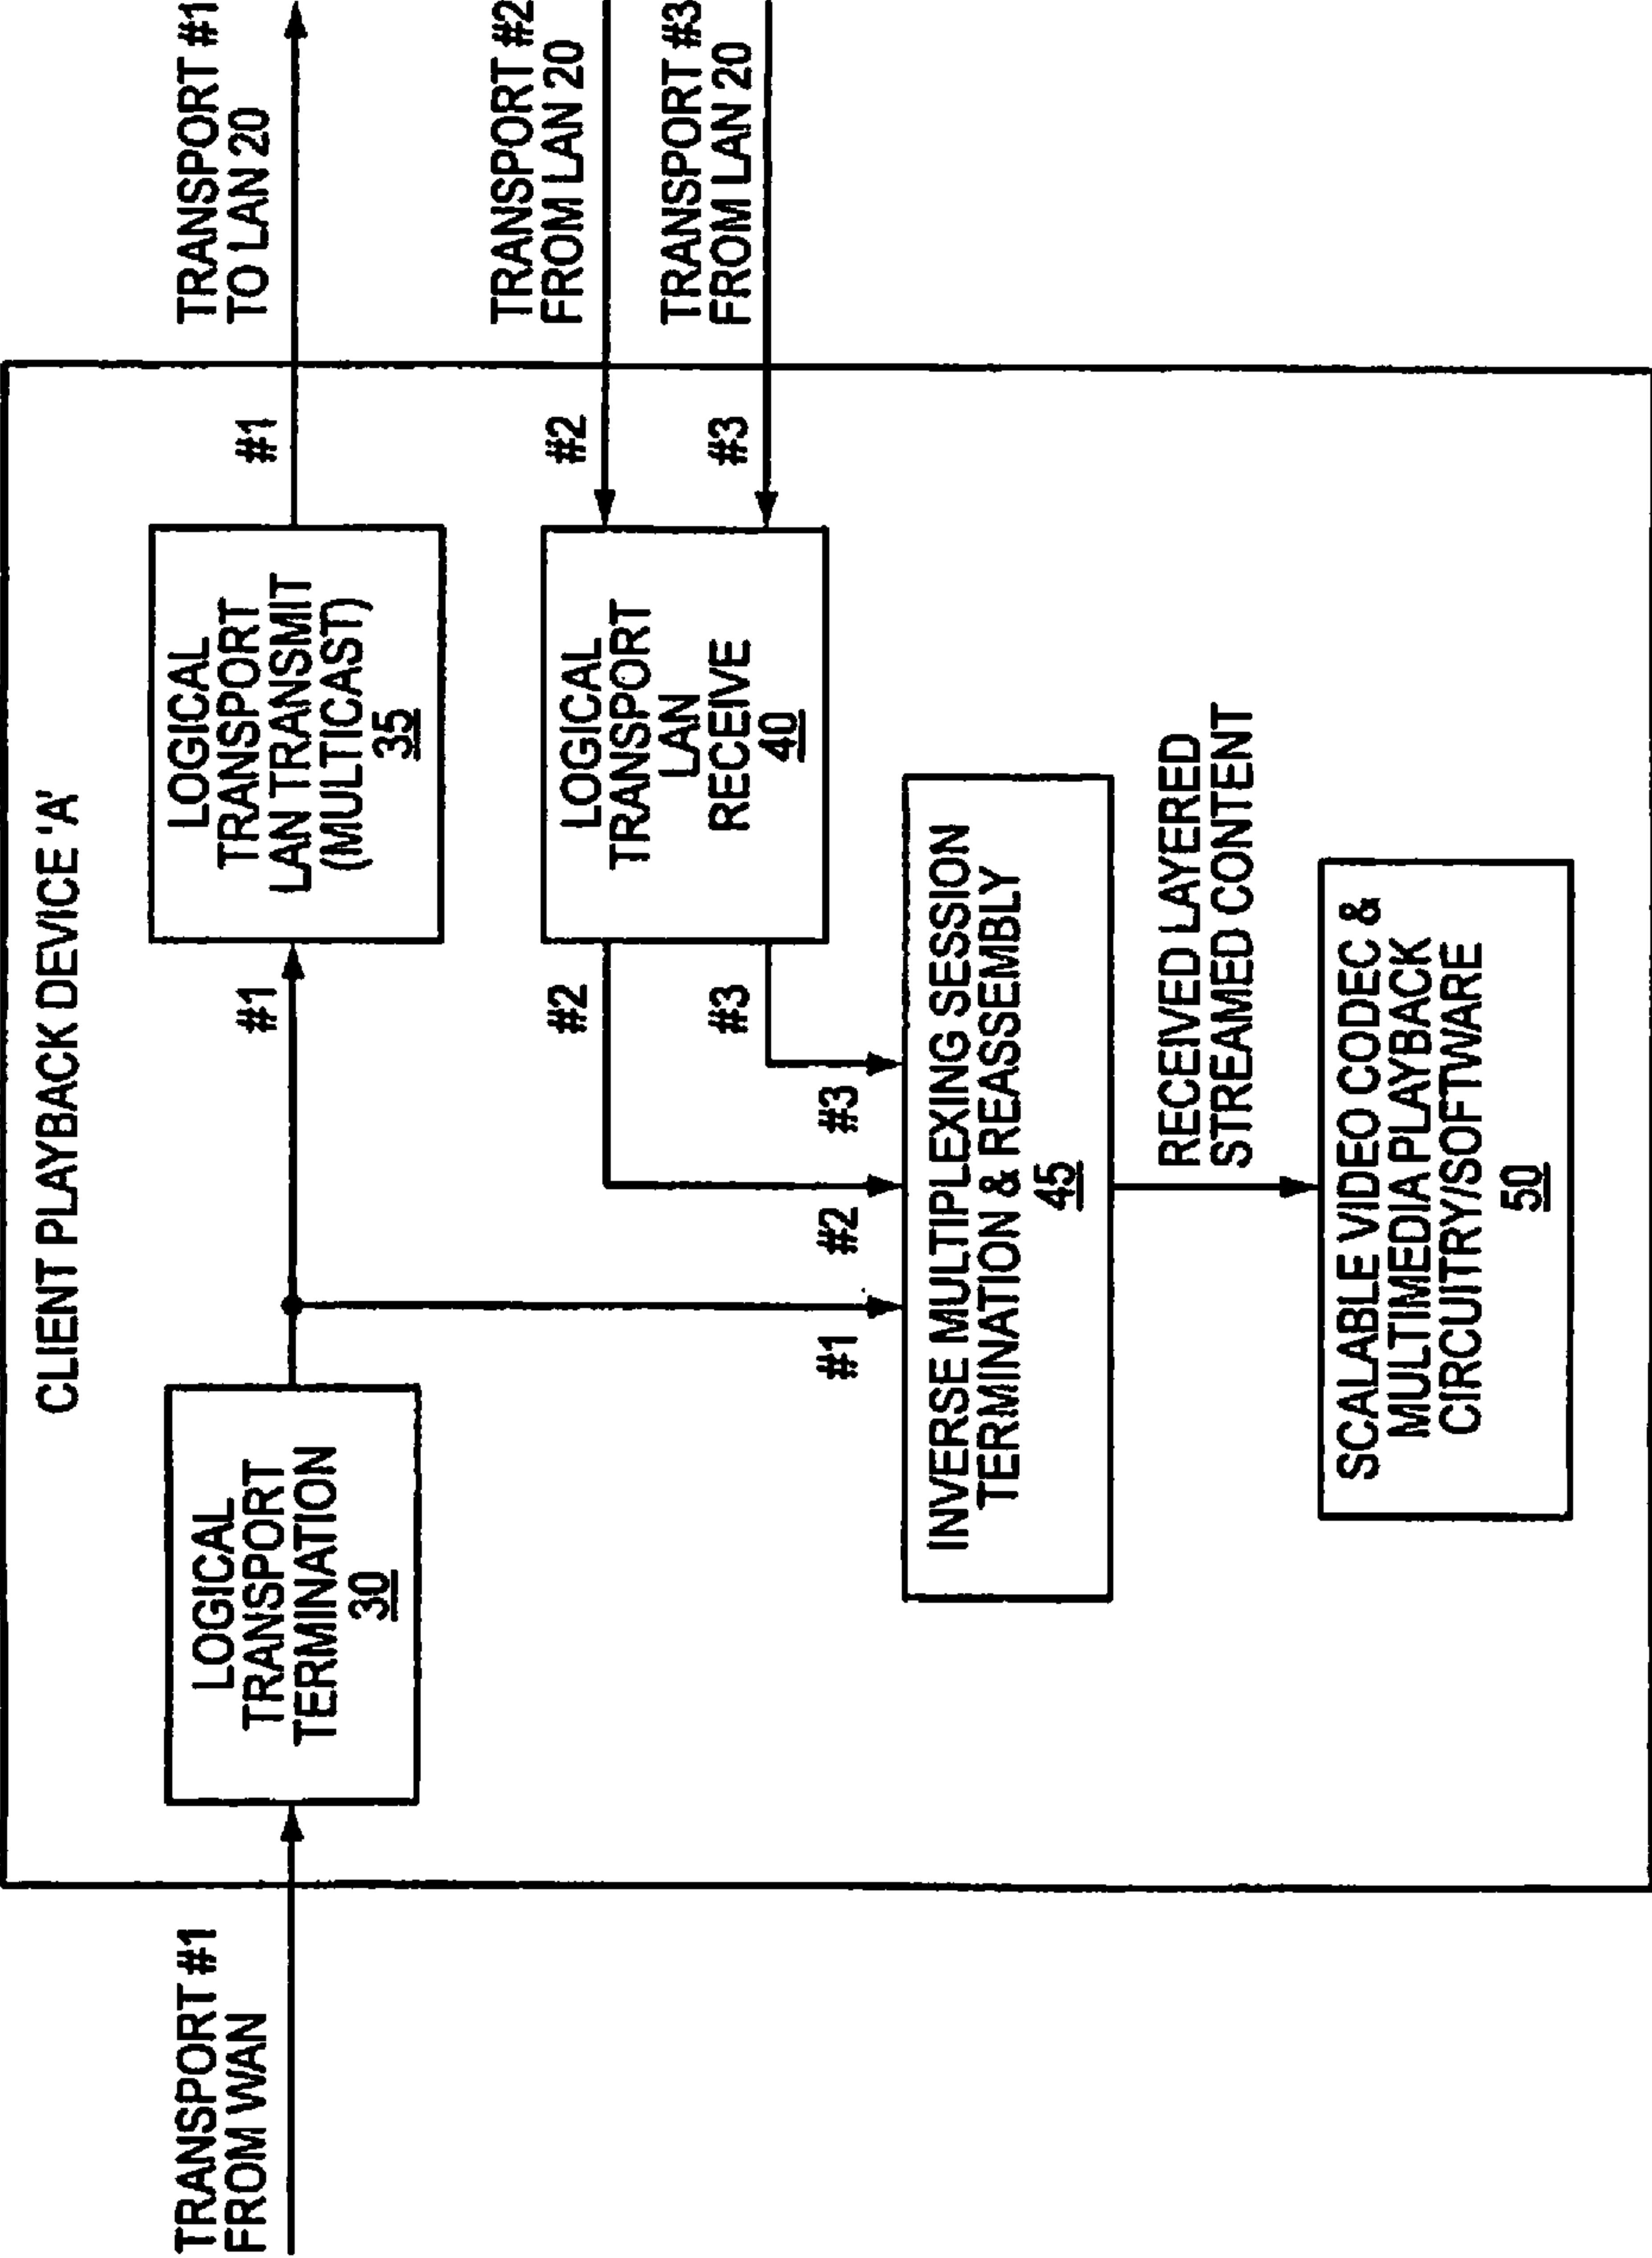 CLIENT PLAYBACK DEVICE 'A'
TRANSPORT #1
FROM WAN
LOGICAL
TRANSPORT
TERMINATION
30
#1
LOGICAL
TRANSPORT
LAN TRANSMIT
(MULTICAST)
35
#1
TRANSPORT #1
TO LAN 20
LOGICAL
TRANSPORT
LAN
RECEIVE
40
#2
#3
TRANSPORT #2
FROM LAN 20
TRANSPORT #3
FROM LAN 20
#2
#3
#1
#2
#3
INVERSE MULTIPLEXING SESSION
TERMINATION & REASSEMBLY
45
RECEIVED LAYERED
STREAMED CONTENT
SCALABLE VIDEO CODEC &
MULTIMEDIA PLAYBACK
CIRCUITRY/SOFTWARE
50